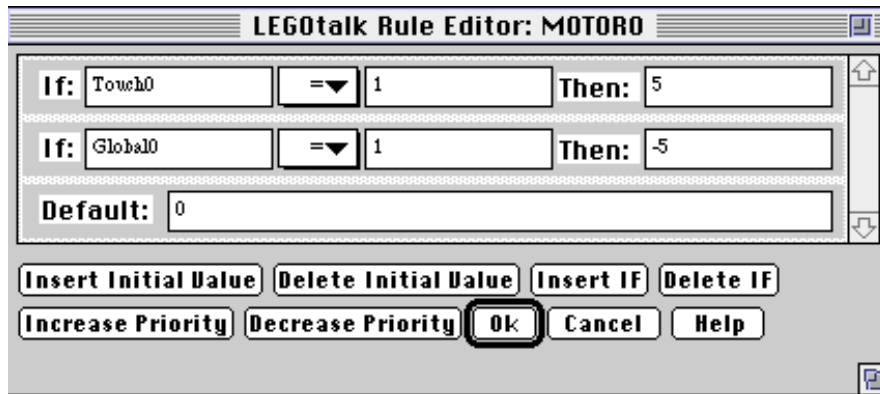 LEGOtalk Rule Editor: MOTOR0
If: Touch0 =▼ 1 Then: 5
If: Global0 =▼ 1 Then: -5
Default: 0
Insert Initial Value Delete Initial Value Insert IF Delete IF
Increase Priority Decrease Priority Ok Cancel Help